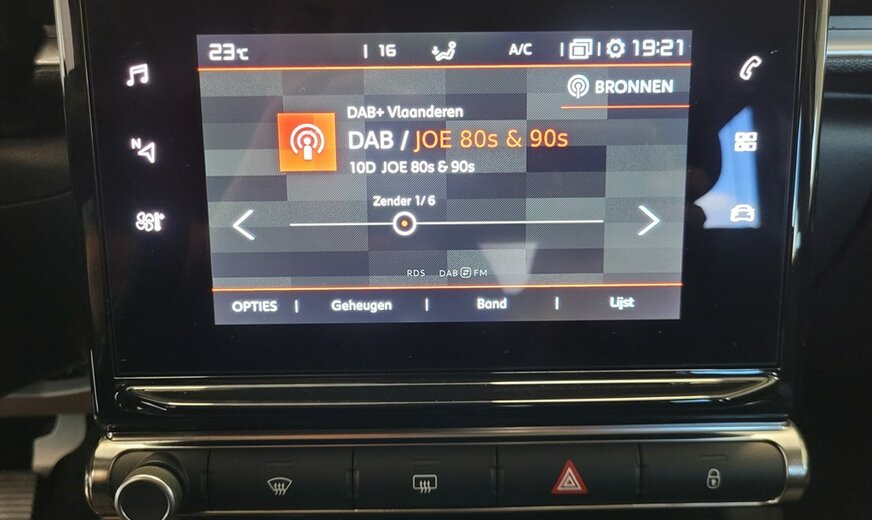 23°C | 16 A/C | | 19:21
BRONNEN
DAB+ Vlaanderen
DAB / JOE 80s & 90s
10D JOE 80s & 90s
Zender 1/6
N
RDS DAB FM
OPTIES | Geheugen | Band | Lijst